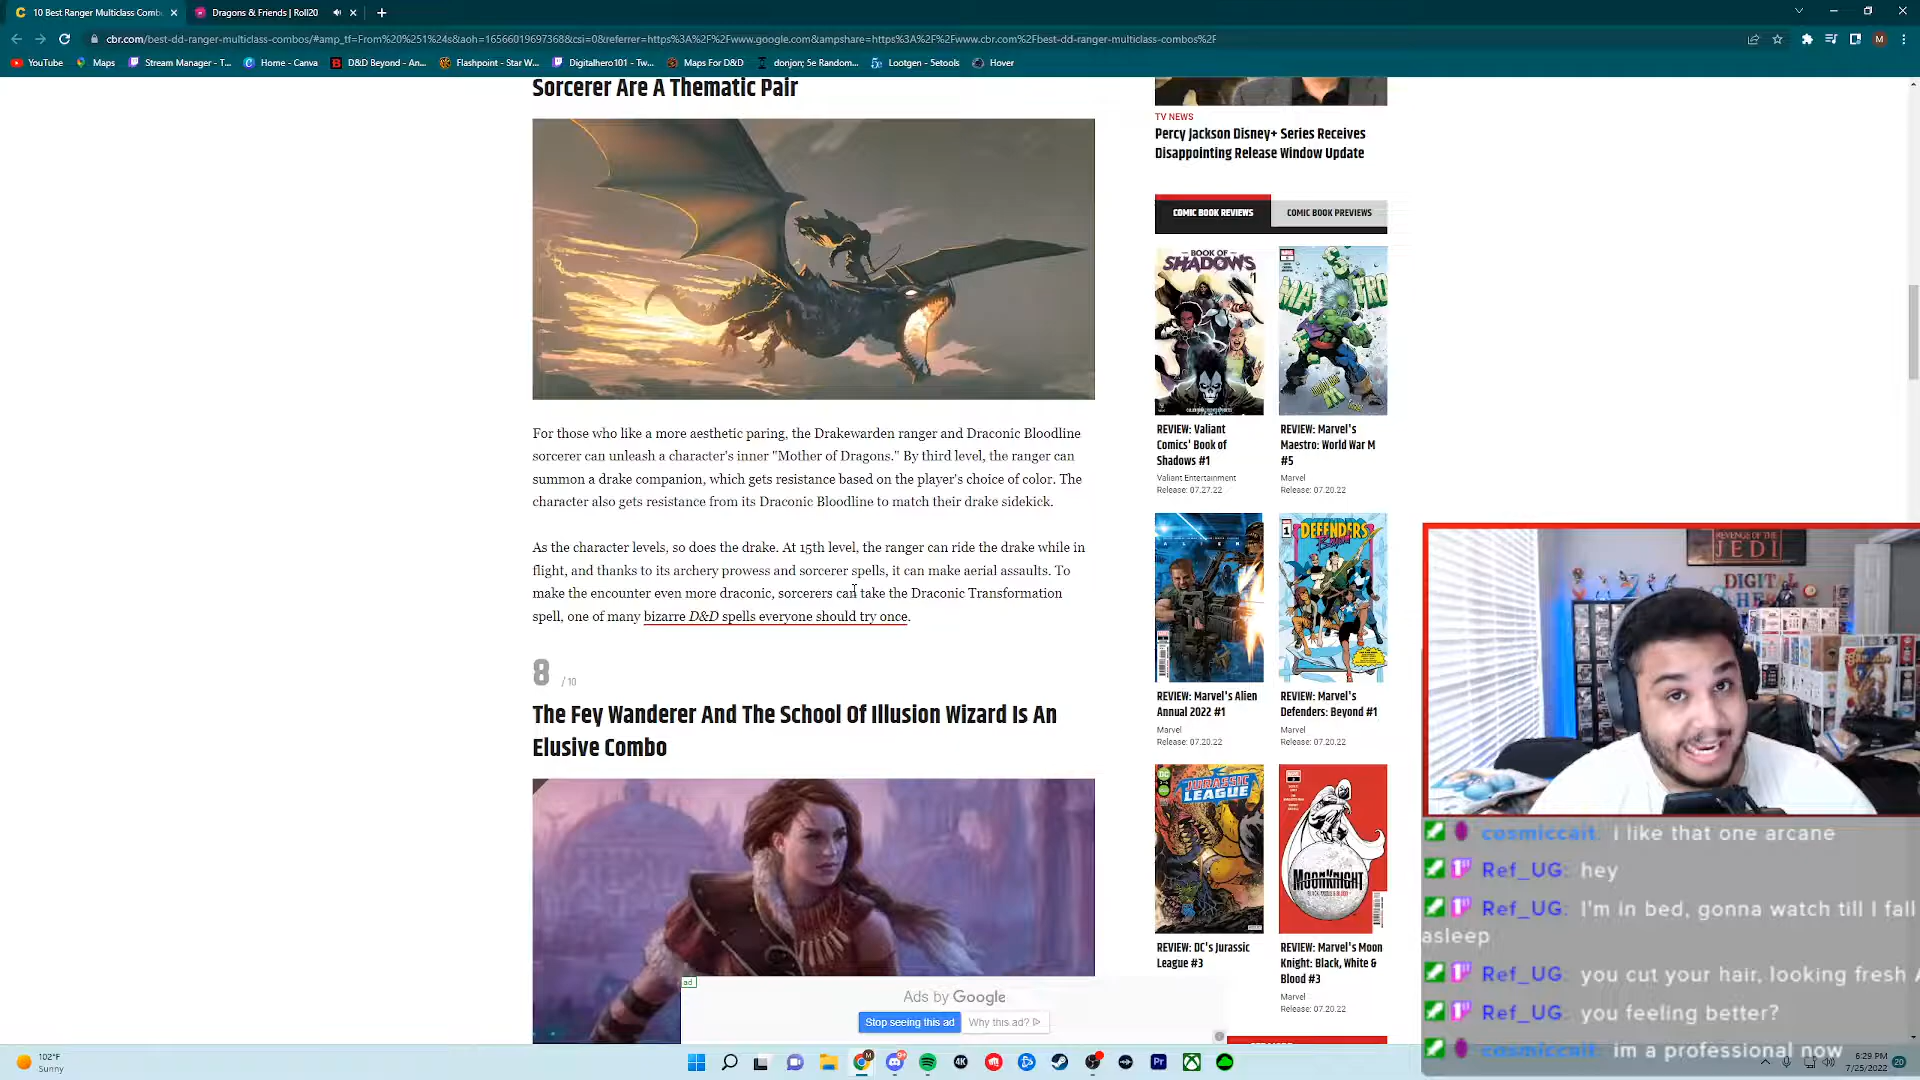 10 Best Ranger Multiclass Comb
Dragons & Friends | Roll20
cbr.com/best-dd-ranger-multiclass-combos/#amp_tf=From%20%251%24s&aoh=16566019697368&csi=0&referrer=https%3A%2F%2Fwww.google.com&ampshare=https%3A%2F%2Fwww.cbr.com%2Fbest-dd-ranger-multiclass-combos%2F
YouTube Maps Stream Manager - T... Home - Canva D&D Beyond - An... Flashpoint - Star W... Digitalhero101 - Tw... Maps For D&D donjon; 5e Random... Lootgen - 5etools Hover
Sorcerer Are A Thematic Pair
For those who like a more aesthetic paring, the Drakewarden ranger and Draconic Bloodline
sorcerer can unleash a character's inner "Mother of Dragons." By third level, the ranger can
summon a drake companion, which gets resistance based on the player's choice of color. The
character also gets resistance from its Draconic Bloodline to match their drake sidekick.
As the character levels, so does the drake. At 15th level, the ranger can ride the drake while in
flight, and thanks to its archery prowess and sorcerer spells, it can make aerial assaults. To
make the encounter even more draconic, sorcerers can take the Draconic Transformation
spell, one of many bizarre D&D spells everyone should try once.
8 / 10
The Fey Wanderer And The School Of Illusion Wizard Is An
Elusive Combo
ad
Ads by Google
Stop seeing this ad
Why this ad?
TV NEWS
Percy Jackson Disney+ Series Receives
Disappointing Release Window Update
COMIC BOOK REVIEWS
COMIC BOOK PREVIEWS
BOOK OF
SHADOWS
#1
MAESTRO
REVIEW: Valiant
Comics' Book of
Shadows #1
Valiant Entertainment
Release: 07.27.22
REVIEW: Marvel's
Maestro: World War M
#5
Marvel
Release: 07.20.22
ALIEN
1
DEFENDERS
Beyond
REVIEW: Marvel's Alien
Annual 2022 #1
Marvel
Release: 07.20.22
REVIEW: Marvel's
Defenders: Beyond #1
Marvel
Release: 07.20.22
JURASSIC
LEAGUE
MOON KNIGHT
REVIEW: DC's Jurassic
League #3
REVIEW: Marvel's Moon
Knight: Black, White &
Blood #3
Marvel
Release: 07.20.22
REVENGE OF THE
JEDI
DIGITAL
cosmiccait: I like that one arcane
Ref_UG: hey
Ref_UG: I'm in bed, gonna watch till I fall
asleep
Ref_UG: you cut your hair, looking fresh
Ref_UG: you feeling better?
cosmiccait: im a professional now
102°F
Sunny
6:29 PM
7/25/2022
20